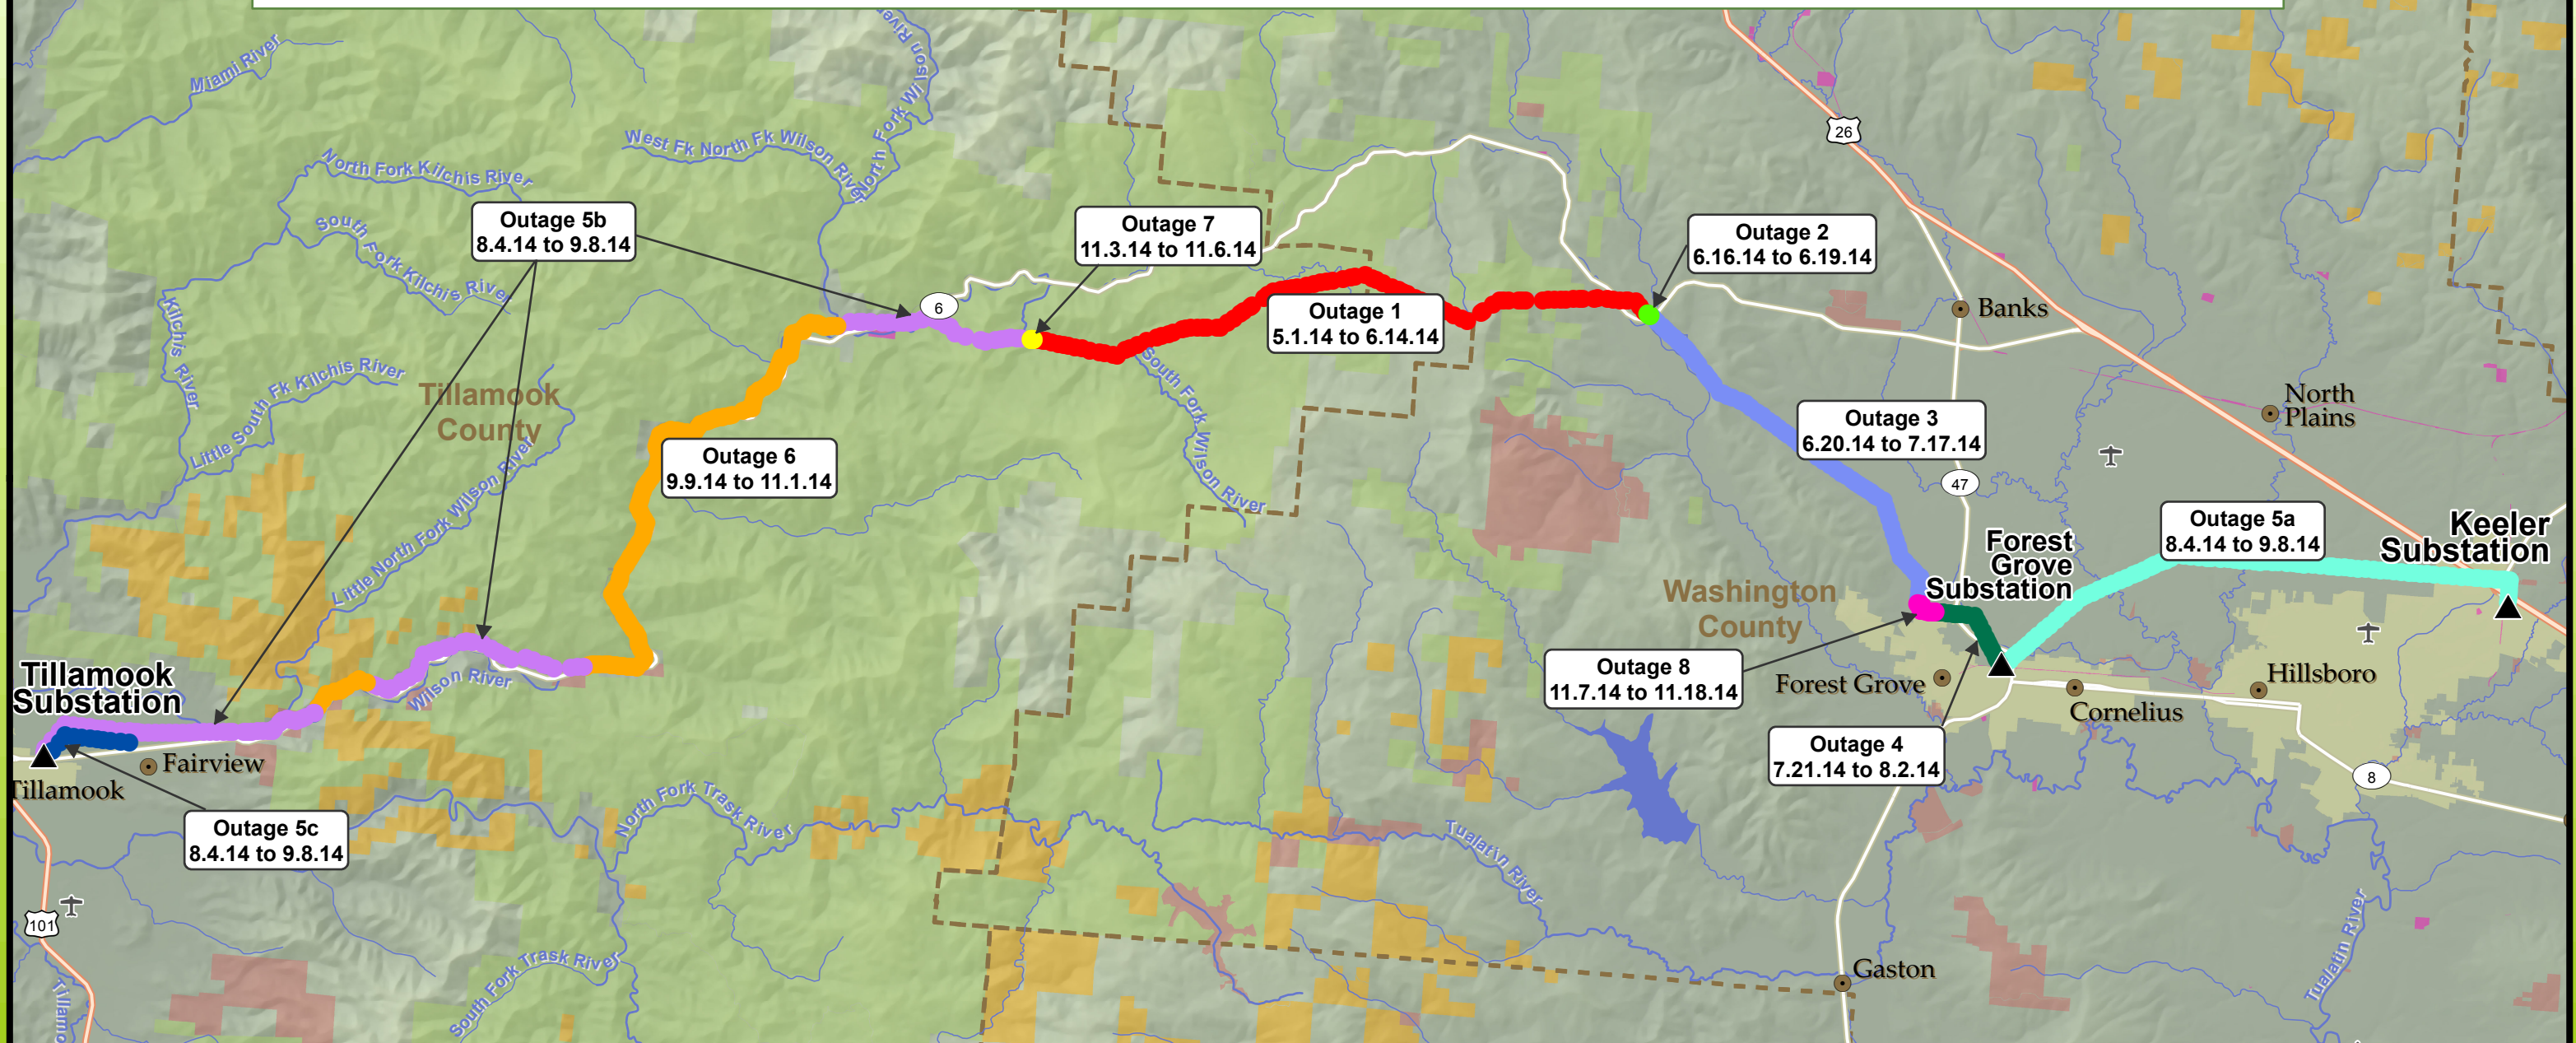 Miami River
North Fork Wilson River
River
West Fk North Fk Wilson River
North Fork Kilchis River
South Fork Kilchis River
Kilchis River
Little South Fk Kilchis River
Little North Fork Wilson River
Tillamook
County
Outage 5b
8.4.14 to 9.8.14
Outage 7
11.3.14 to 11.6.14
Outage 2
6.16.14 to 6.19.14
Outage 1
5.1.14 to 6.14.14
6
26
Banks
North
Plains
South Fork Wilson River
Outage 6
9.9.14 to 11.1.14
Outage 3
6.20.14 to 7.17.14
47
Outage 5a
8.4.14 to 9.8.14
Keeler
Substation
Forest
Grove
Substation
Washington
County
Outage 8
11.7.14 to 11.18.14
Forest Grove
Cornelius
Hillsboro
Outage 4
7.21.14 to 8.2.14
8
Tillamook
Substation
Wilson River
Fairview
Tillamook
Outage 5c
8.4.14 to 9.8.14
North Fork Trask River
Tualatin River
101
South Fork Trask River
Gaston
Tualatin River